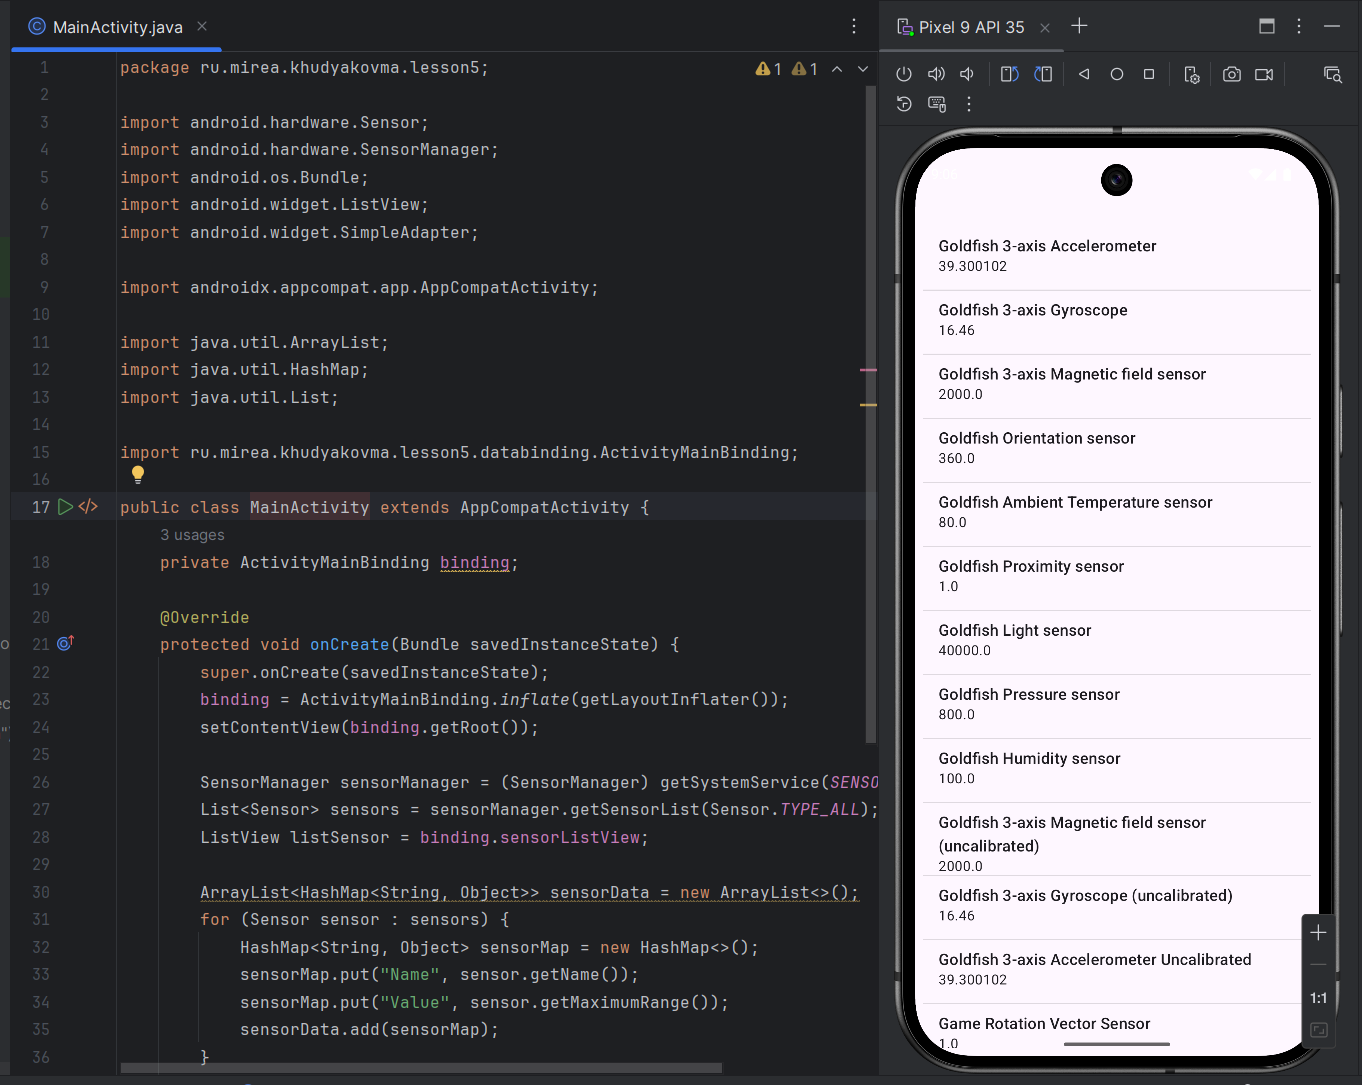 MainActivity.java
1 1
1 package ru.mirea.khudyakovma.lesson5;
2
3 import android.hardware.Sensor;
4 import android.hardware.SensorManager;
5 import android.os.Bundle;
6 import android.widget.ListView;
7 import android.widget.SimpleAdapter;
8
9 import androidx.appcompat.app.AppCompatActivity;
10
11 import java.util.ArrayList;
12 import java.util.HashMap;
13 import java.util.List;
14
15 import ru.mirea.khudyakovma.lesson5.databinding.ActivityMainBinding;
16
17 public class MainActivity extends AppCompatActivity {
3 usages
18 private ActivityMainBinding binding;
19
20 @Override
21 protected void onCreate(Bundle savedInstanceState) {
22 super.onCreate(savedInstanceState);
23 binding = ActivityMainBinding.inflate(getLayoutInflater());
24 setContentView(binding.getRoot());
25
26 SensorManager sensorManager = (SensorManager) getSystemService(SENSO
27 List<Sensor> sensors = sensorManager.getSensorList(Sensor.TYPE_ALL);
28 ListView listSensor = binding.sensorListView;
29
30 ArrayList<HashMap<String, Object>> sensorData = new ArrayList<>();
31 for (Sensor sensor : sensors) {
32 HashMap<String, Object> sensorMap = new HashMap<>();
33 sensorMap.put("Name", sensor.getName());
34 sensorMap.put("Value", sensor.getMaximumRange());
35 sensorData.add(sensorMap);
36 }
Pixel 9 API 35
Goldfish 3-axis Accelerometer
39.300102
Goldfish 3-axis Gyroscope
16.46
Goldfish 3-axis Magnetic field sensor
2000.0
Goldfish Orientation sensor
360.0
Goldfish Ambient Temperature sensor
80.0
Goldfish Proximity sensor
1.0
Goldfish Light sensor
40000.0
Goldfish Pressure sensor
800.0
Goldfish Humidity sensor
100.0
Goldfish 3-axis Magnetic field sensor
(uncalibrated)
2000.0
Goldfish 3-axis Gyroscope (uncalibrated)
16.46
Goldfish 3-axis Accelerometer Uncalibrated
39.300102
Game Rotation Vector Sensor
1.0
1:1